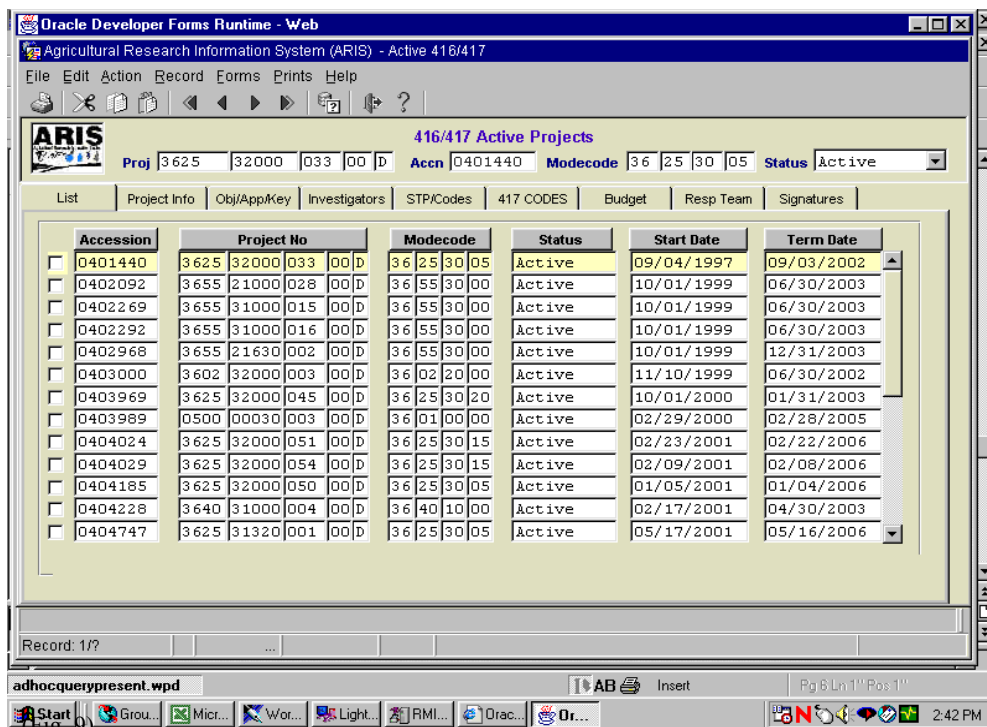 Oracle Developer Forms Runtime - Web
Agricultural Research Information System (ARIS) - Active 416/417
File Edit Action Record Forms Prints Help
ARIS
416/417 Active Projects
Proj 3625 32000 033 00 D Accn 0401440 Modecode 36 25 30 05 Status Active
List Project Info Obj/App/Key Investigators STP/Codes 417 CODES Budget Resp Team Signatures
Accession Project No Modecode Status Start Date Term Date
0401440 3625 32000 033 00 D 36 25 30 05 Active 09/04/1997 09/03/2002
0402092 3655 21000 028 00 D 36 55 30 00 Active 10/01/1999 06/30/2003
0402269 3655 31000 015 00 D 36 55 30 00 Active 10/01/1999 06/30/2003
0402292 3655 31000 016 00 D 36 55 30 00 Active 10/01/1999 06/30/2003
0402968 3655 21630 002 00 D 36 55 30 00 Active 10/01/1999 12/31/2003
0403000 3602 32000 003 00 D 36 02 20 00 Active 11/10/1999 06/30/2002
0403969 3625 32000 045 00 D 36 25 30 20 Active 10/01/2000 01/31/2003
0403989 0500 00030 003 00 D 36 01 00 00 Active 02/29/2000 02/28/2005
0404024 3625 32000 051 00 D 36 25 30 15 Active 02/23/2001 02/22/2006
0404029 3625 32000 054 00 D 36 25 30 15 Active 02/09/2001 02/08/2006
0404185 3625 32000 050 00 D 36 25 30 05 Active 01/05/2001 01/04/2006
0404228 3640 31000 004 00 D 36 40 10 00 Active 02/17/2001 04/30/2003
0404747 3625 31320 001 00 D 36 25 30 05 Active 05/17/2001 05/16/2006
Record: 1/? ...
adhocquerypresent.wpd AB Insert Pg 6 Ln 1" Pos 1"
Start Grou... Micr... Wor... Light... RMI... Orac... Or... 2:42 PM